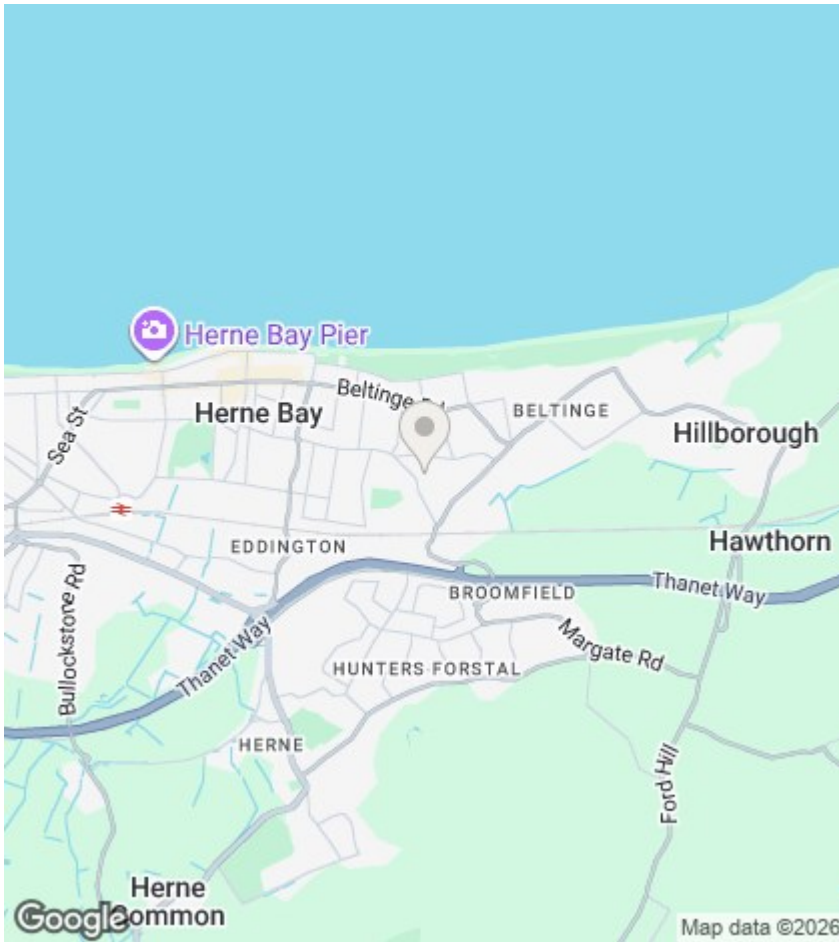 Herne Bay Pier
Beltinge Rd
BELTINGE
Herne Bay
Sea St
Hillborough
EDDINGTON
Hawthorn
Bullockstone Rd
BROOMFIELD
Thanet Way
Thanet Way
Margate Rd
HUNTERS FORSTAL
HERNE
Ford Hill
Herne
Common
Google
Map data ©2026